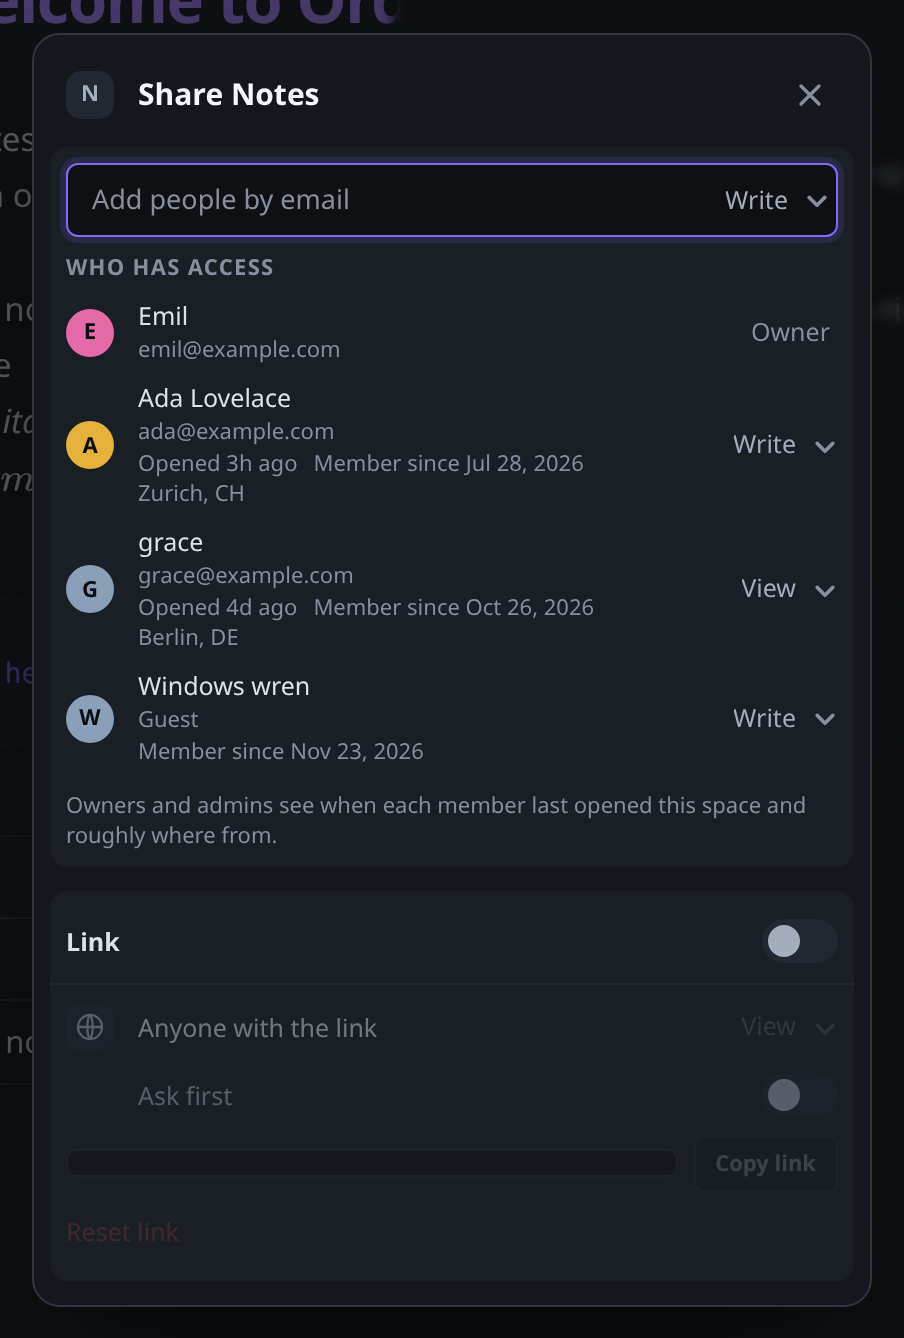 elcome to Ord
N
Share Notes
Add people by email
Write
WHO HAS ACCESS
E
Emil
emil@example.com
Owner
A
Ada Lovelace
ada@example.com
Opened 3h ago Member since Jul 28, 2026
Zurich, CH
Write
G
grace
grace@example.com
Opened 4d ago Member since Oct 26, 2026
Berlin, DE
View
W
Windows wren
Guest
Member since Nov 23, 2026
Write
Owners and admins see when each member last opened this space and
roughly where from.
Link
Anyone with the link
View
Ask first
Copy link
Reset link